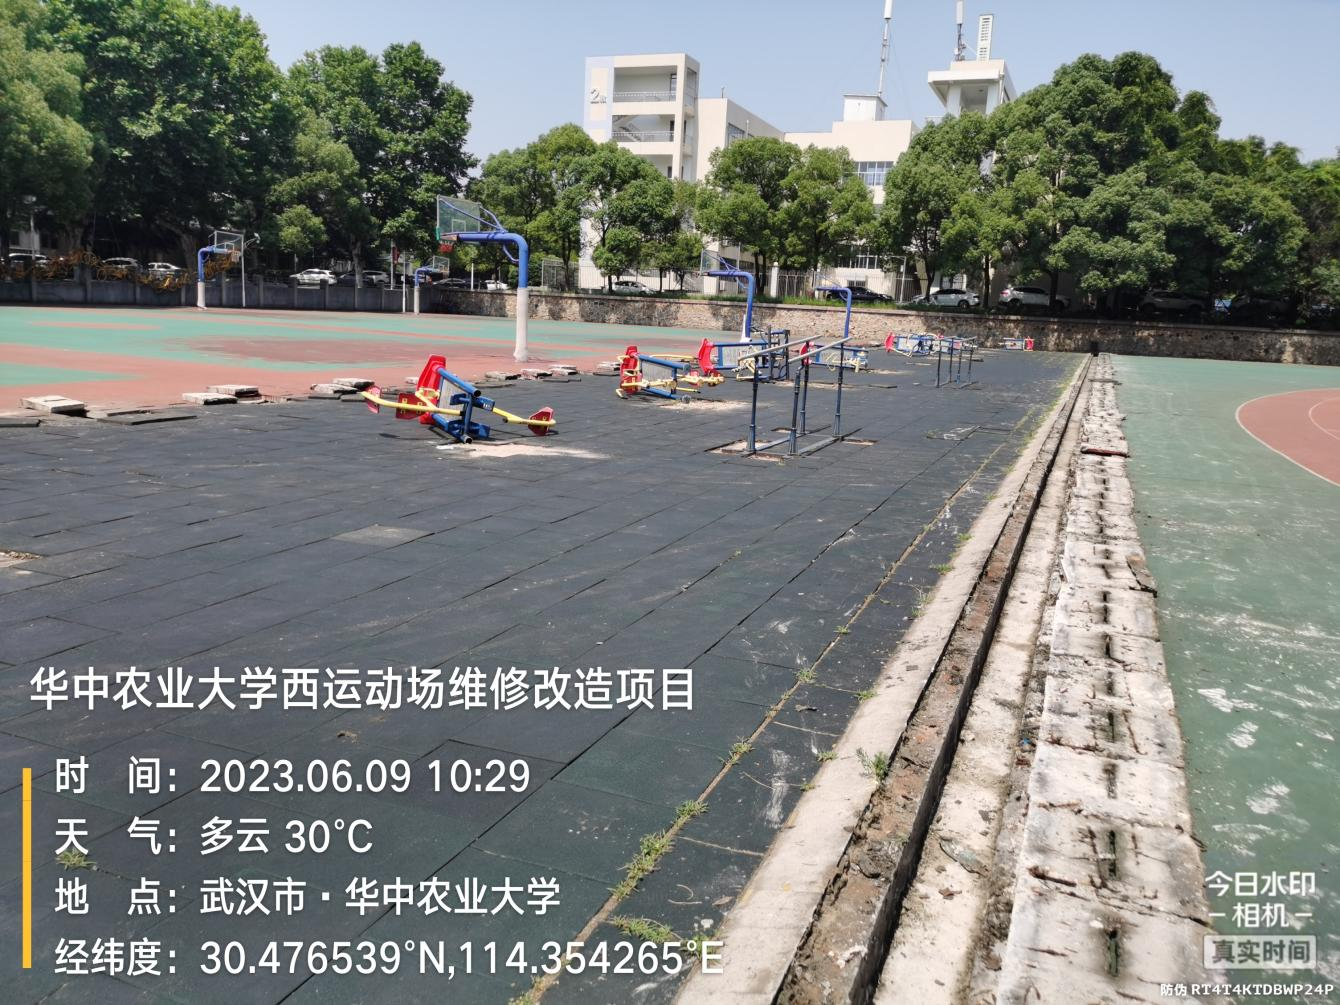 2
华中农业大学西运动场维修改造项目
时 间：2023.06.09 10:29
天 气：多云 30℃
地 点：武汉市·华中农业大学
经纬度：30.476539°N,114.354265°E
今日水印
相机
真实时间
防伪 RT4T4KTDBWP24P